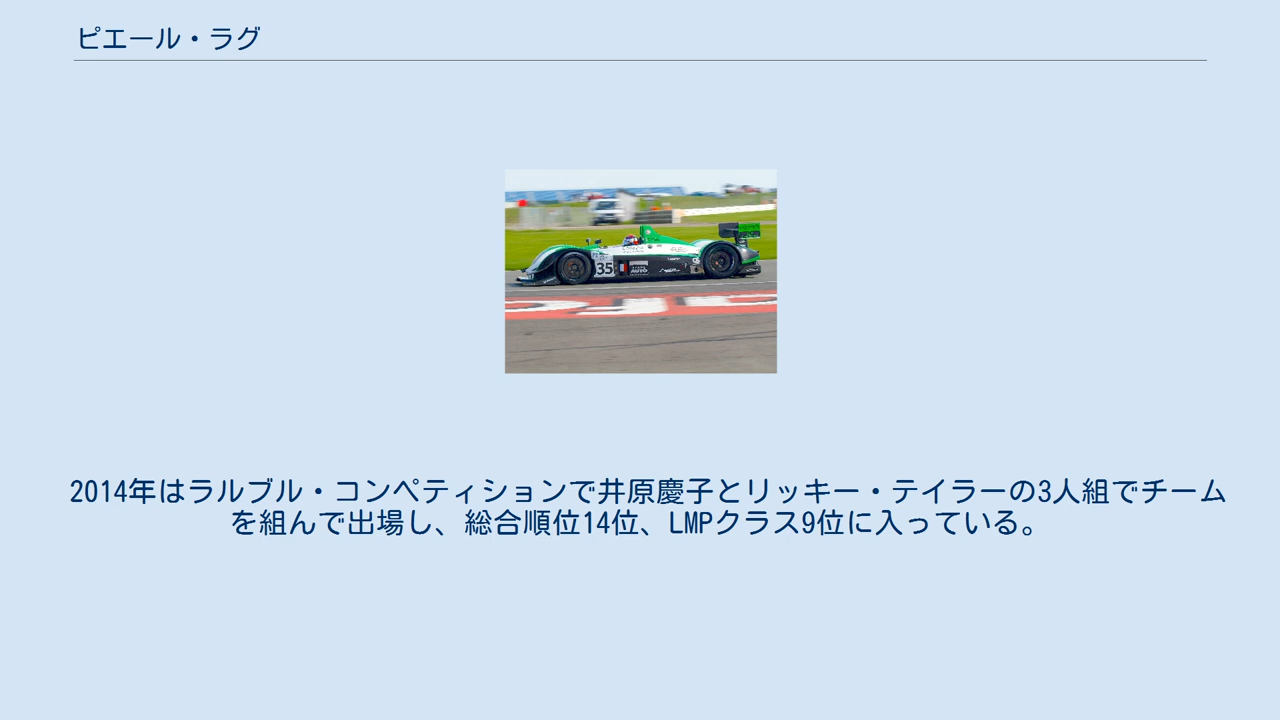 ピエール・ラグ
35
2014年はラルブル・コンペティションで井原慶子とリッキー・テイラーの3人組でチーム
を組んで出場し、総合順位14位、LMPクラス9位に入っている。